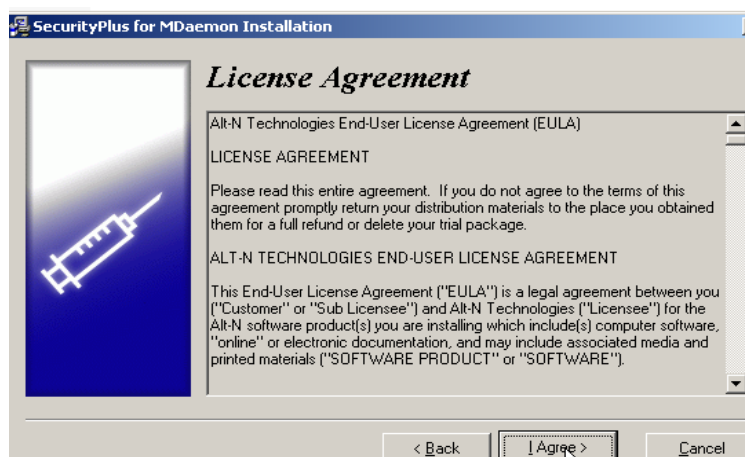 SecurityPlus for MDaemon Installation
License Agreement
Alt-N Technologies End-User License Agreement (EULA)
LICENSE AGREEMENT
Please read this entire agreement.  If you do not agree to the terms of this
agreement promptly return your distribution materials to the place you obtained
them for a full refund or delete your trial package.
ALT-N TECHNOLOGIES END-USER LICENSE AGREEMENT
This End-User License Agreement ("EULA") is a legal agreement between you
("Customer" or "Sub Licensee") and Alt-N Technologies ("Licensee") for the
Alt-N software product(s) you are installing which include(s) computer software,
"online" or electronic documentation, and may include associated media and
printed materials ("SOFTWARE PRODUCT" or "SOFTWARE").
< Back
I Agree >
Cancel